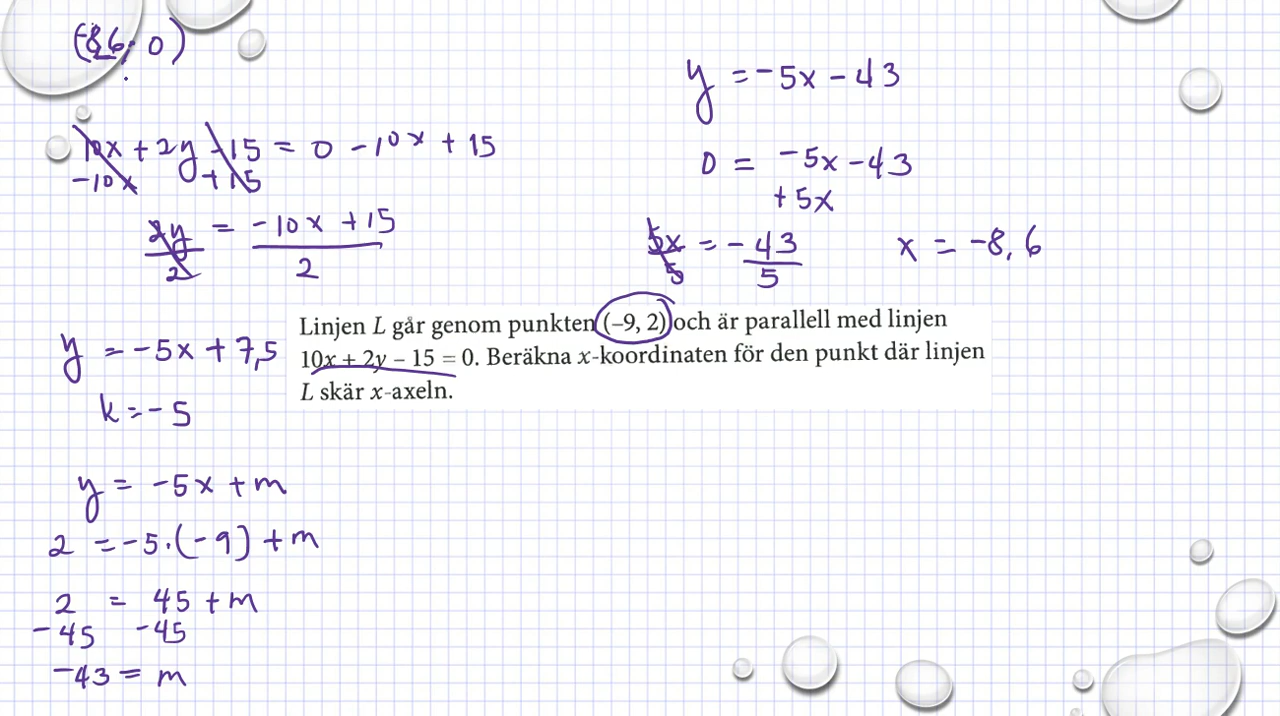 (-8,6; 0)
10x + 2y - 15 = 0 - 10x + 15
-10x +15
2y = -10x + 15
2 2
y = -5x + 7,5
k = -5
y = -5x + m
2 = -5·(-9) + m
2 = 45 + m
-45 -45
-43 = m
y = -5x - 43
0 = -5x - 43
+5x
5x = -43 x = -8,6
5 5
Linjen L går genom punkten (–9, 2) och är parallell med linjen
10x + 2y – 15 = 0. Beräkna x-koordinaten för den punkt där linjen
L skär x-axeln.